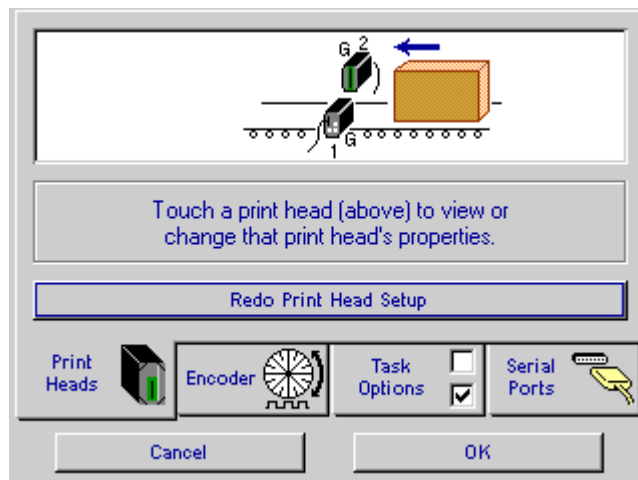 G 2
1 G
Touch a print head (above) to view or
change that print head's properties.
Redo Print Head Setup
Print
Heads
Encoder
Task
Options
Serial
Ports
Cancel
OK